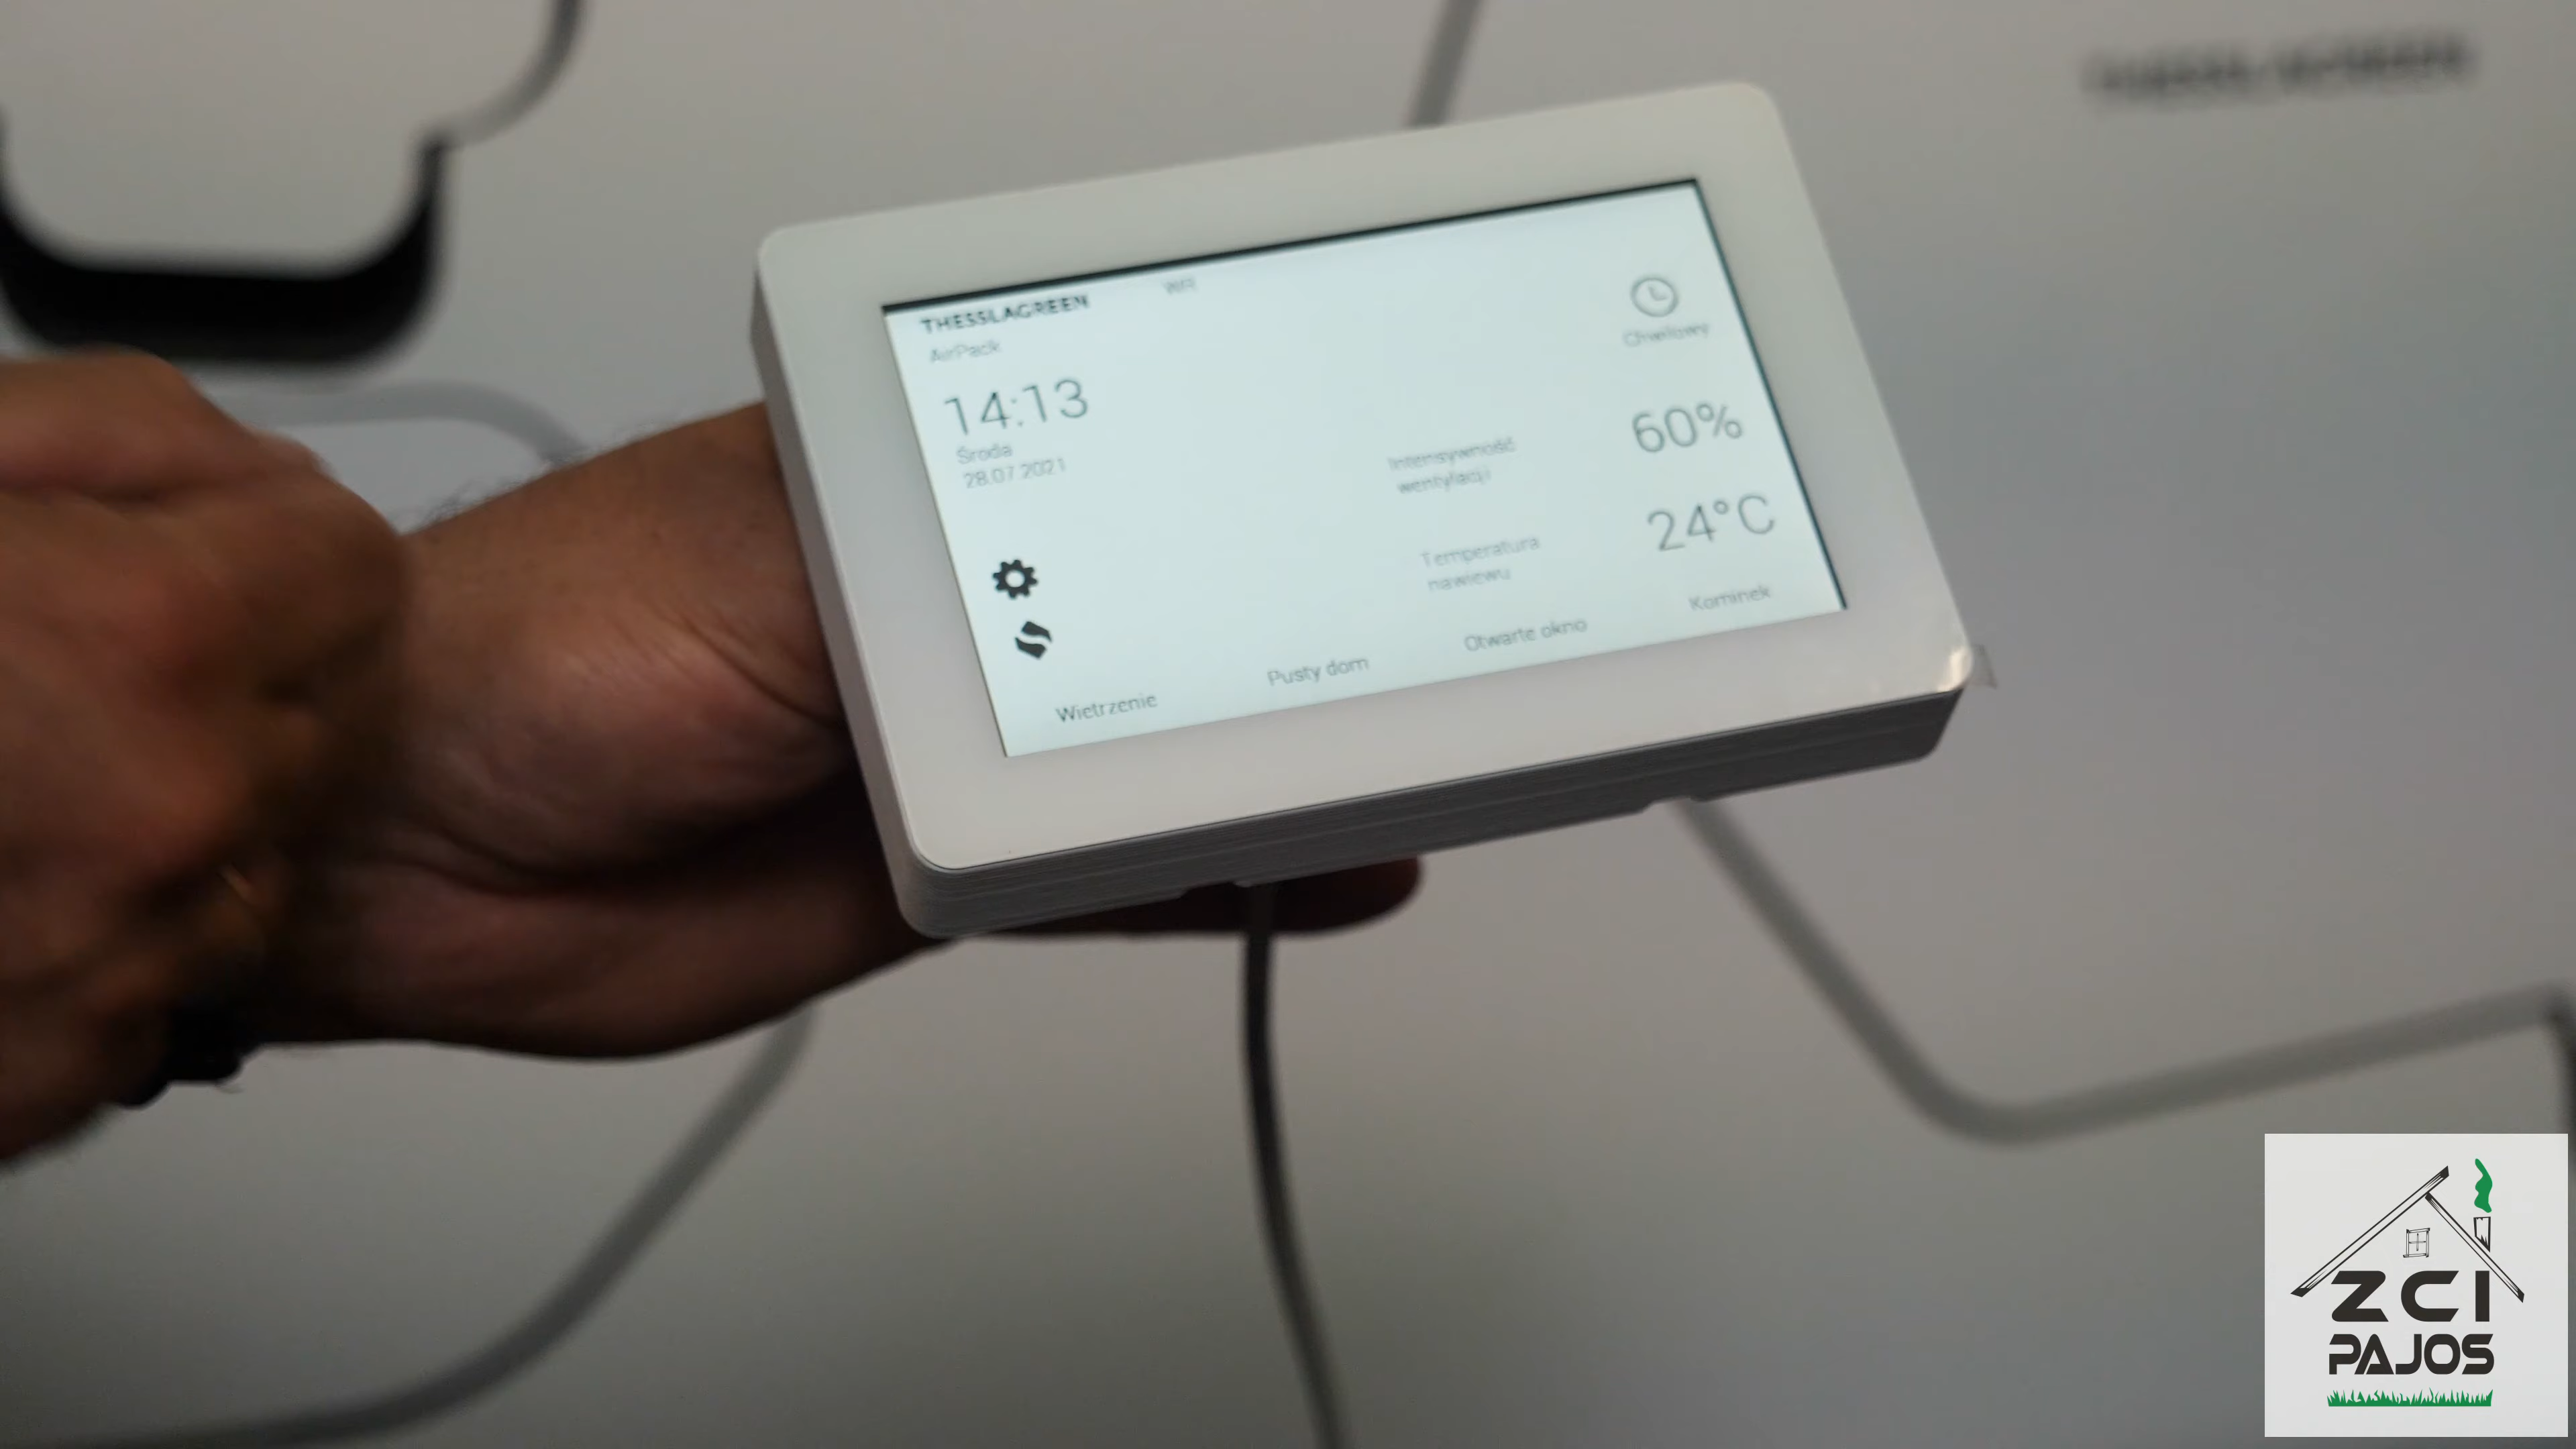 THESSLAGREEN
THESSLAGREEN
AirPack
14:13
Środa
28.07.2021
Chwilowy
Intensywność
wentylacji
60%
Temperatura
nawiewu
24°C
Wietrzenie
Pusty dom
Otwarte okno
Kominek
ZCI
PAJOS